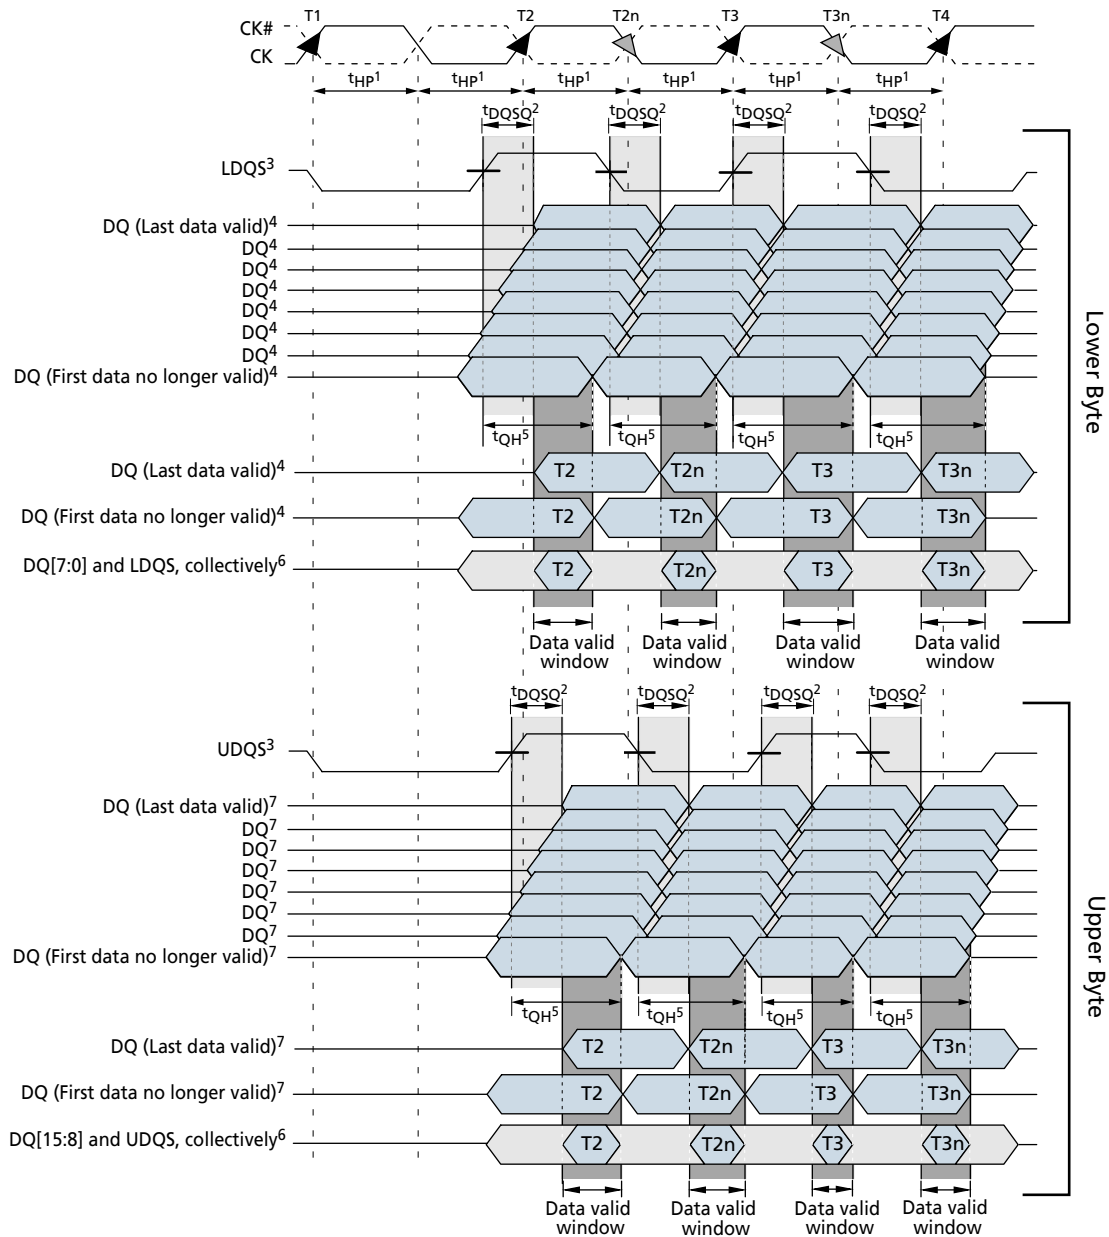 T1 T2 T2n T3 T3n T4
CK#
CK
tHP1 tHP1 tHP1 tHP1 tHP1 tHP1
tDQSQ2 tDQSQ2 tDQSQ2 tDQSQ2
LDQS3
DQ (Last data valid)4
DQ4
DQ4
DQ4
DQ4
DQ4
DQ4
DQ (First data no longer valid)4
tQH5 tQH5 tQH5 tQH5
DQ (Last data valid)4 T2 T2n T3 T3n
DQ (First data no longer valid)4 T2 T2n T3 T3n
DQ[7:0] and LDQS, collectively6 T2 T2n T3 T3n
Data valid window Data valid window Data valid window Data valid window
Lower Byte
tDQSQ2 tDQSQ2 tDQSQ2 tDQSQ2
UDQS3
DQ (Last data valid)7
DQ7
DQ7
DQ7
DQ7
DQ7
DQ7
DQ (First data no longer valid)7
tQH5 tQH5 tQH5 tQH5
DQ (Last data valid)7 T2 T2n T3 T3n
DQ (First data no longer valid)7 T2 T2n T3 T3n
DQ[15:8] and UDQS, collectively6 T2 T2n T3 T3n
Data valid window Data valid window Data valid window Data valid window
Upper Byte